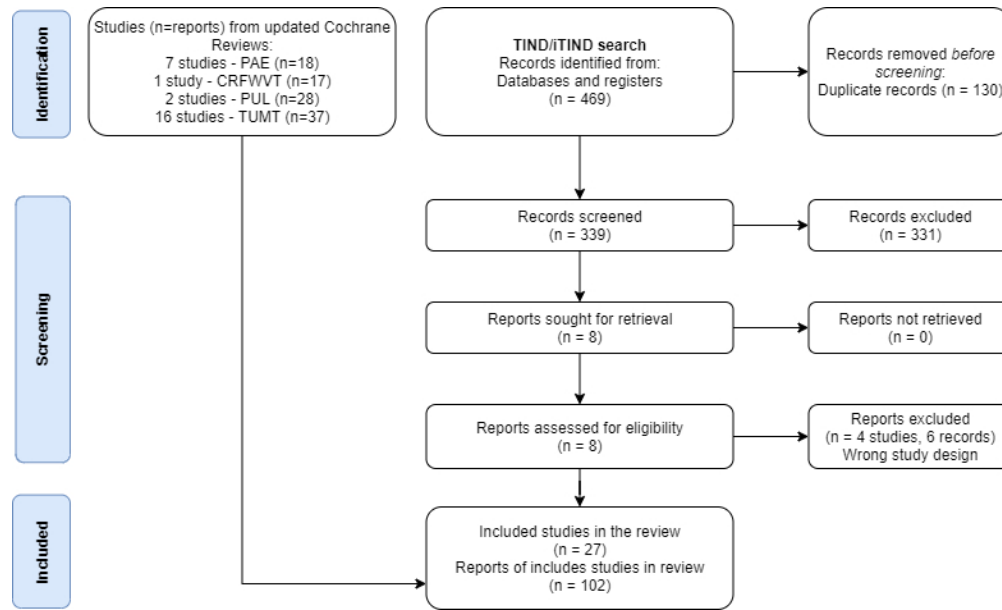 Identification
Studies (n=reports) from updated Cochrane
Reviews:
7 studies - PAE (n=18)
1 study - CRFWVT (n=17)
2 studies - PUL (n=28)
16 studies - TUMT (n=37)
TIND/iTIND search
Records identified from:
Databases and registers
(n = 469)
Records removed before
screening:
Duplicate records (n = 130)
Screening
Records screened
(n = 339)
Records excluded
(n = 331)
Reports sought for retrieval
(n = 8)
Reports not retrieved
(n = 0)
Reports assessed for eligibility
(n = 8)
Reports excluded
(n = 4 studies, 6 records)
Wrong study design
Included
Included studies in the review
(n = 27)
Reports of includes studies in review
(n = 102)